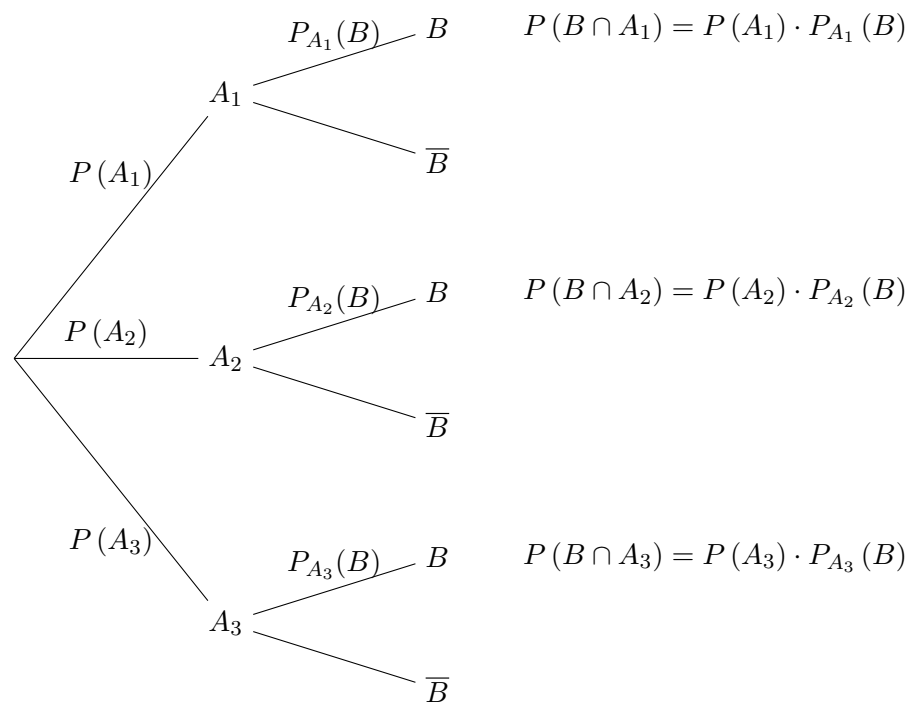 P_{A_1}(B) B P(B ∩ A_1) = P(A_1) · P_{A_1}(B)
A_1
B̅
P(A_1)
P_{A_2}(B) B P(B ∩ A_2) = P(A_2) · P_{A_2}(B)
P(A_2)
A_2
B̅
P(A_3)
P_{A_3}(B) B P(B ∩ A_3) = P(A_3) · P_{A_3}(B)
A_3
B̅